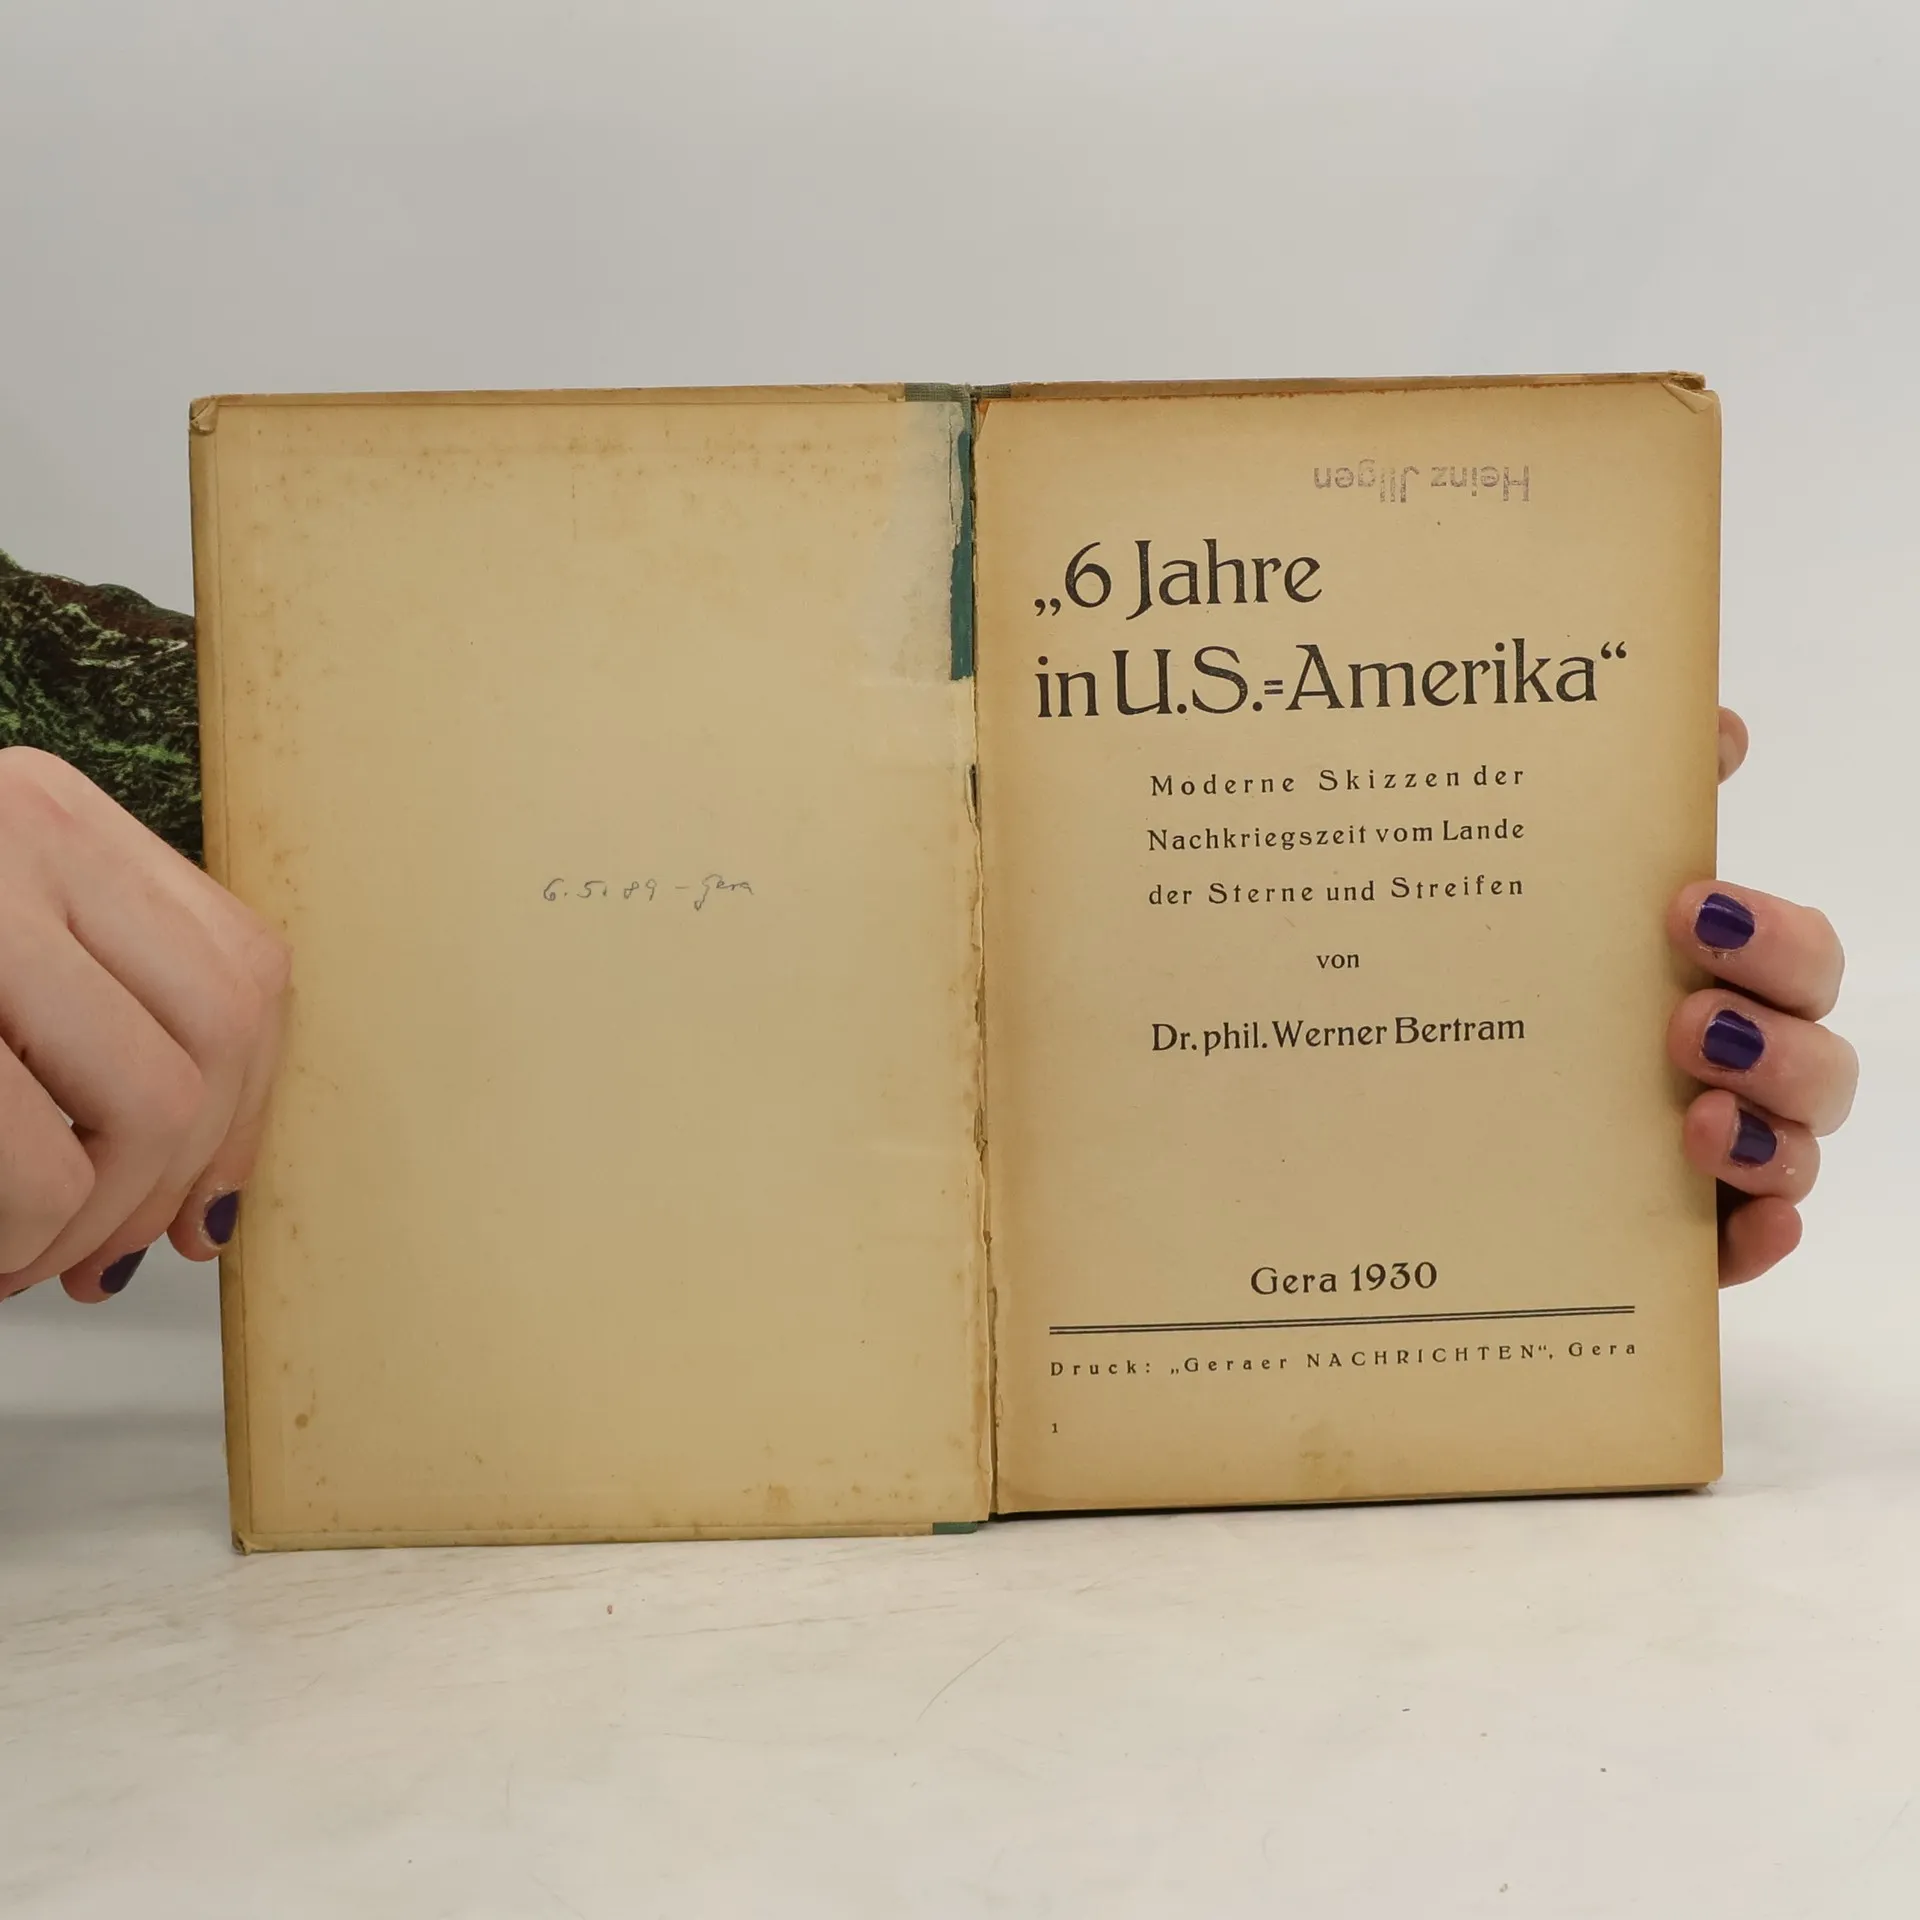 6.5.89 - Gera
Heinz Jllgen
„6 Jahre
in U.S.=Amerika“
Moderne Skizzen der
Nachkriegszeit vom Lande
der Sterne und Streifen
von
Dr. phil. Werner Bertram
Gera 1930
Druck: „Geraer NACHRICHTEN“, Gera
1